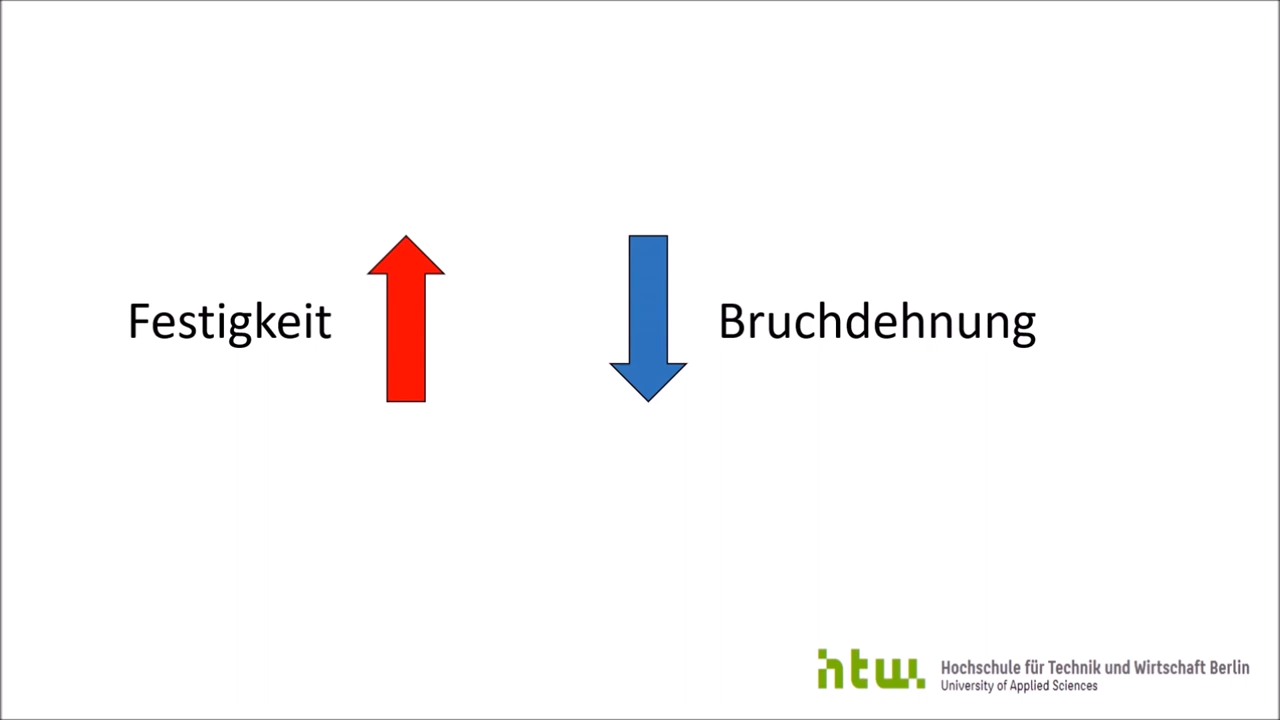 Festigkeit
Bruchdehnung
htw.
Hochschule für Technik und Wirtschaft Berlin
University of Applied Sciences